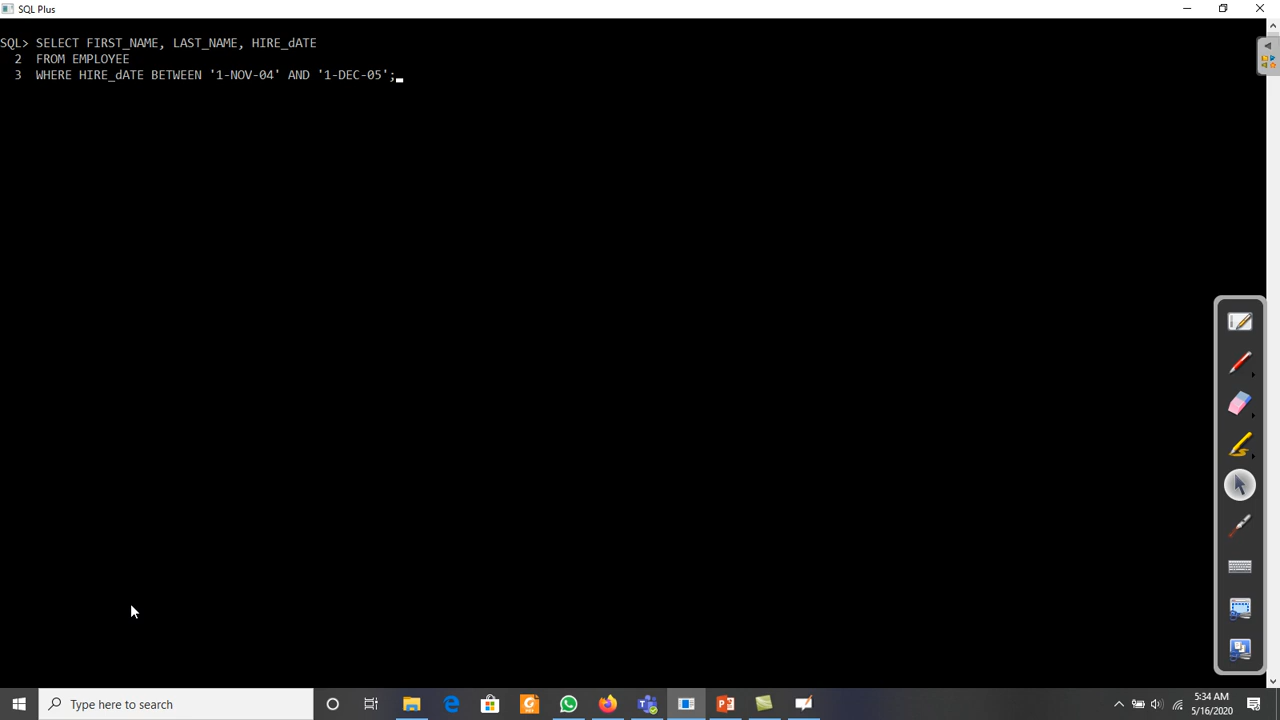 SQL Plus
SQL> SELECT FIRST_NAME, LAST_NAME, HIRE_dATE
2 FROM EMPLOYEE
3 WHERE HIRE_dATE BETWEEN '1-NOV-04' AND '1-DEC-05';
Type here to search
5:34 AM
5/16/2020